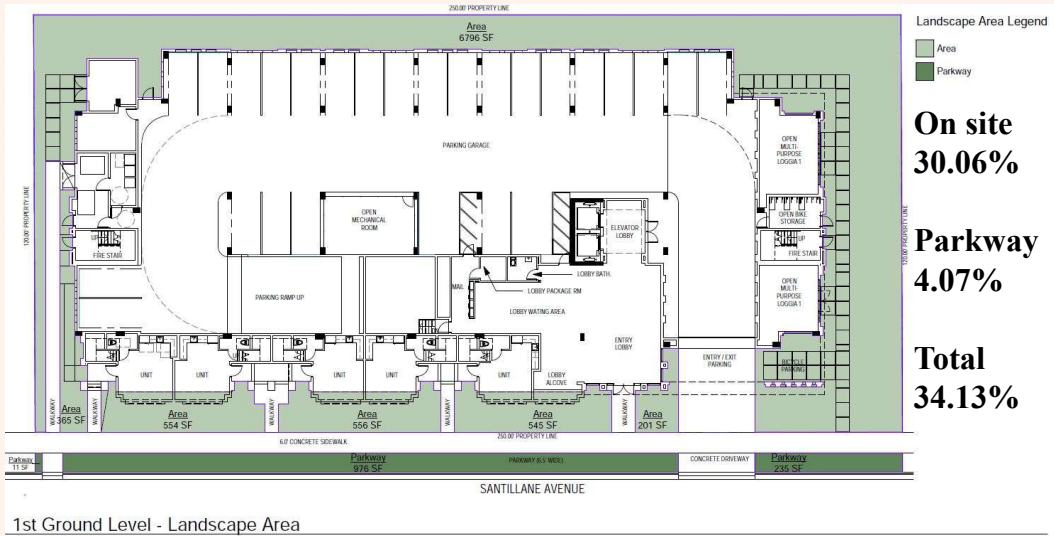 250.00' PROPERTY LINE
Area
6796 SF
Landscape Area Legend
Area
Parkway
On site
30.06%
Parkway
4.07%
Total
34.13%
120.00' PROPERTY LINE
120.00' PROPERTY LINE
PARKING GARAGE
OPEN
MULTI-
PURPOSE
LOGGIA 1
OPEN
MECHANICAL
ROOM
ELEVATOR
LOBBY
OPEN BIKE
STORAGE
UP
FIRE STAIR
UP
FIRE STAIR
LOBBY BATH.
MAIL
LOBBY PACKAGE RM
PARKING RAMP UP
LOBBY WATING AREA
OPEN
MULTI-
PURPOSE
LOGGIA 1
ENTRY
LOBBY
ENTRY / EXIT
PARKING
BICYCLE
PARKING
UNIT
UNIT
UNIT
UNIT
UNIT
LOBBY
ALCOVE
WALKWAY
WALKWAY
WALKWAY
WALKWAY
WALKWAY
Area
365 SF
Area
554 SF
Area
556 SF
Area
545 SF
Area
201 SF
6.0' CONCRETE SIDEWALK
250.00' PROPERTY LINE
Parkway
11 SF
Parkway
976 SF
PARKWAY (6.5' WIDE)
CONCRETE DRIVEWAY
Parkway
235 SF
SANTILLANE AVENUE
1st Ground Level - Landscape Area